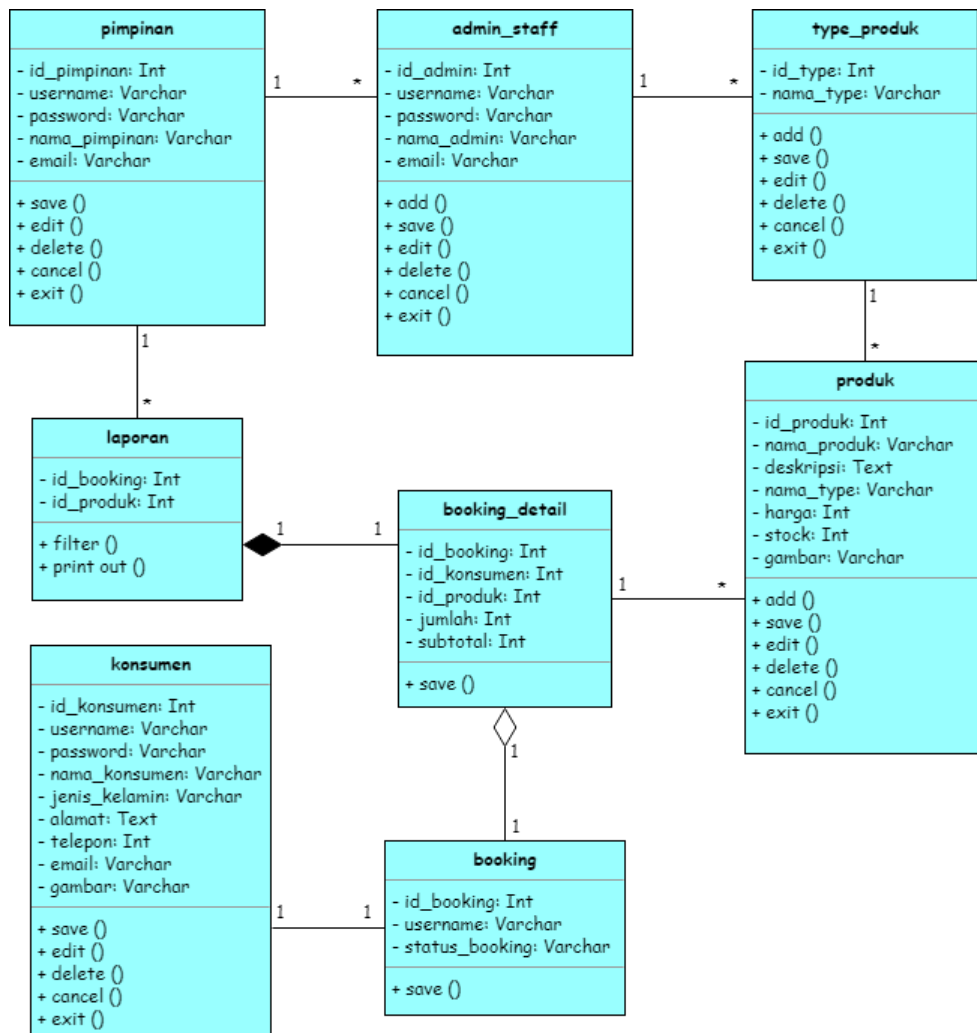 pimpinan
- id_pimpinan: Int
- username: Varchar
- password: Varchar
- nama_pimpinan: Varchar
- email: Varchar
+ save ()
+ edit ()
+ delete ()
+ cancel ()
+ exit ()
1
*
admin_staff
- id_admin: Int
- username: Varchar
- password: Varchar
- nama_admin: Varchar
- email: Varchar
+ add ()
+ save ()
+ edit ()
+ delete ()
+ cancel ()
+ exit ()
1
*
type_produk
- id_type: Int
- nama_type: Varchar
+ add ()
+ save ()
+ edit ()
+ delete ()
+ cancel ()
+ exit ()
1
*
1
*
laporan
- id_booking: Int
- id_produk: Int
+ filter ()
+ print out ()
1
1
booking_detail
- id_booking: Int
- id_konsumen: Int
- id_produk: Int
- jumlah: Int
- subtotal: Int
+ save ()
1
*
produk
- id_produk: Int
- nama_produk: Varchar
- deskripsi: Text
- nama_type: Varchar
- harga: Int
- stock: Int
- gambar: Varchar
+ add ()
+ save ()
+ edit ()
+ delete ()
+ cancel ()
+ exit ()
1
1
konsumen
- id_konsumen: Int
- username: Varchar
- password: Varchar
- nama_konsumen: Varchar
- jenis_kelamin: Varchar
- alamat: Text
- telepon: Int
- email: Varchar
- gambar: Varchar
+ save ()
+ edit ()
+ delete ()
+ cancel ()
+ exit ()
1
1
booking
- id_booking: Int
- username: Varchar
- status_booking: Varchar
+ save ()